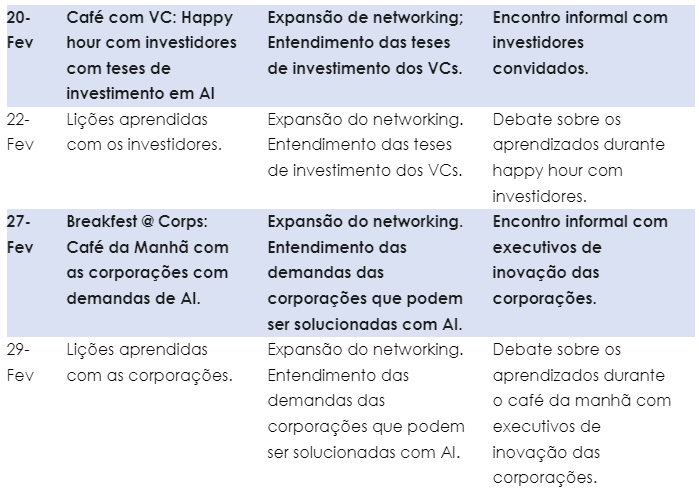 20-
Fev
Café com VC: Happy
hour com investidores
com teses de
investimento em AI
Expansão de networking;
Entendimento das teses
de investimento dos VCs.
Encontro informal com
investidores
convidados.
22-
Fev
Lições aprendidas
com os investidores.
Expansão do networking.
Entendimento das teses
de investimento dos VCs.
Debate sobre os
aprendizados durante
happy hour com
investidores.
27-
Fev
Breakfest @ Corps:
Café da Manhã com
as corporações com
demandas de AI.
Expansão do networking.
Entendimento das
demandas das
corporações que podem
ser solucionadas com AI.
Encontro informal com
executivos de
inovação das
corporações.
29-
Fev
Lições aprendidas
com as corporações.
Expansão do networking.
Entendimento das
demandas das
corporações que podem
ser solucionadas com AI.
Debate sobre os
aprendizados durante
o café da manhã com
executivos de
inovação das
corporações.